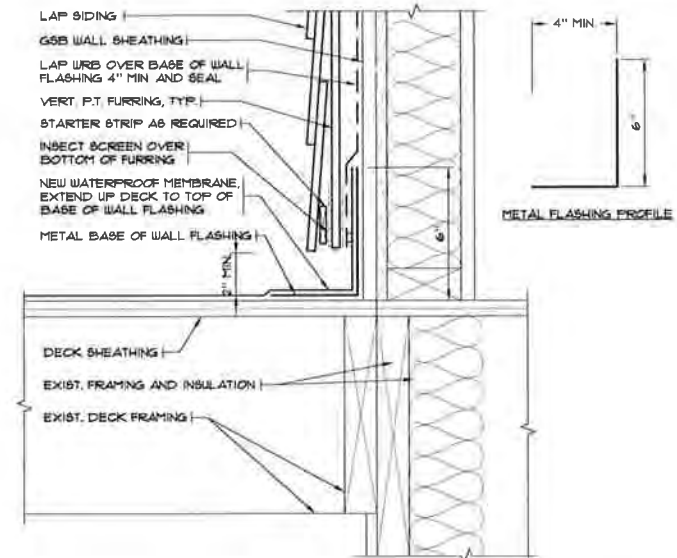 LAP SIDING
GSB WALL SHEATHING
LAP WRB OVER BASE OF WALL
FLASHING 4" MIN AND SEAL
VERT. P.T. FURRING, TYP.
STARTER STRIP AS REQUIRED
INSECT SCREEN OVER
BOTTOM OF FURRING
NEW WATERPROOF MEMBRANE,
EXTEND UP DECK TO TOP OF
BASE OF WALL FLASHING
METAL BASE OF WALL FLASHING
2" MIN.
6"
DECK SHEATHING
EXIST. FRAMING AND INSULATION
EXIST. DECK FRAMING
4" MIN.
6"
METAL FLASHING PROFILE